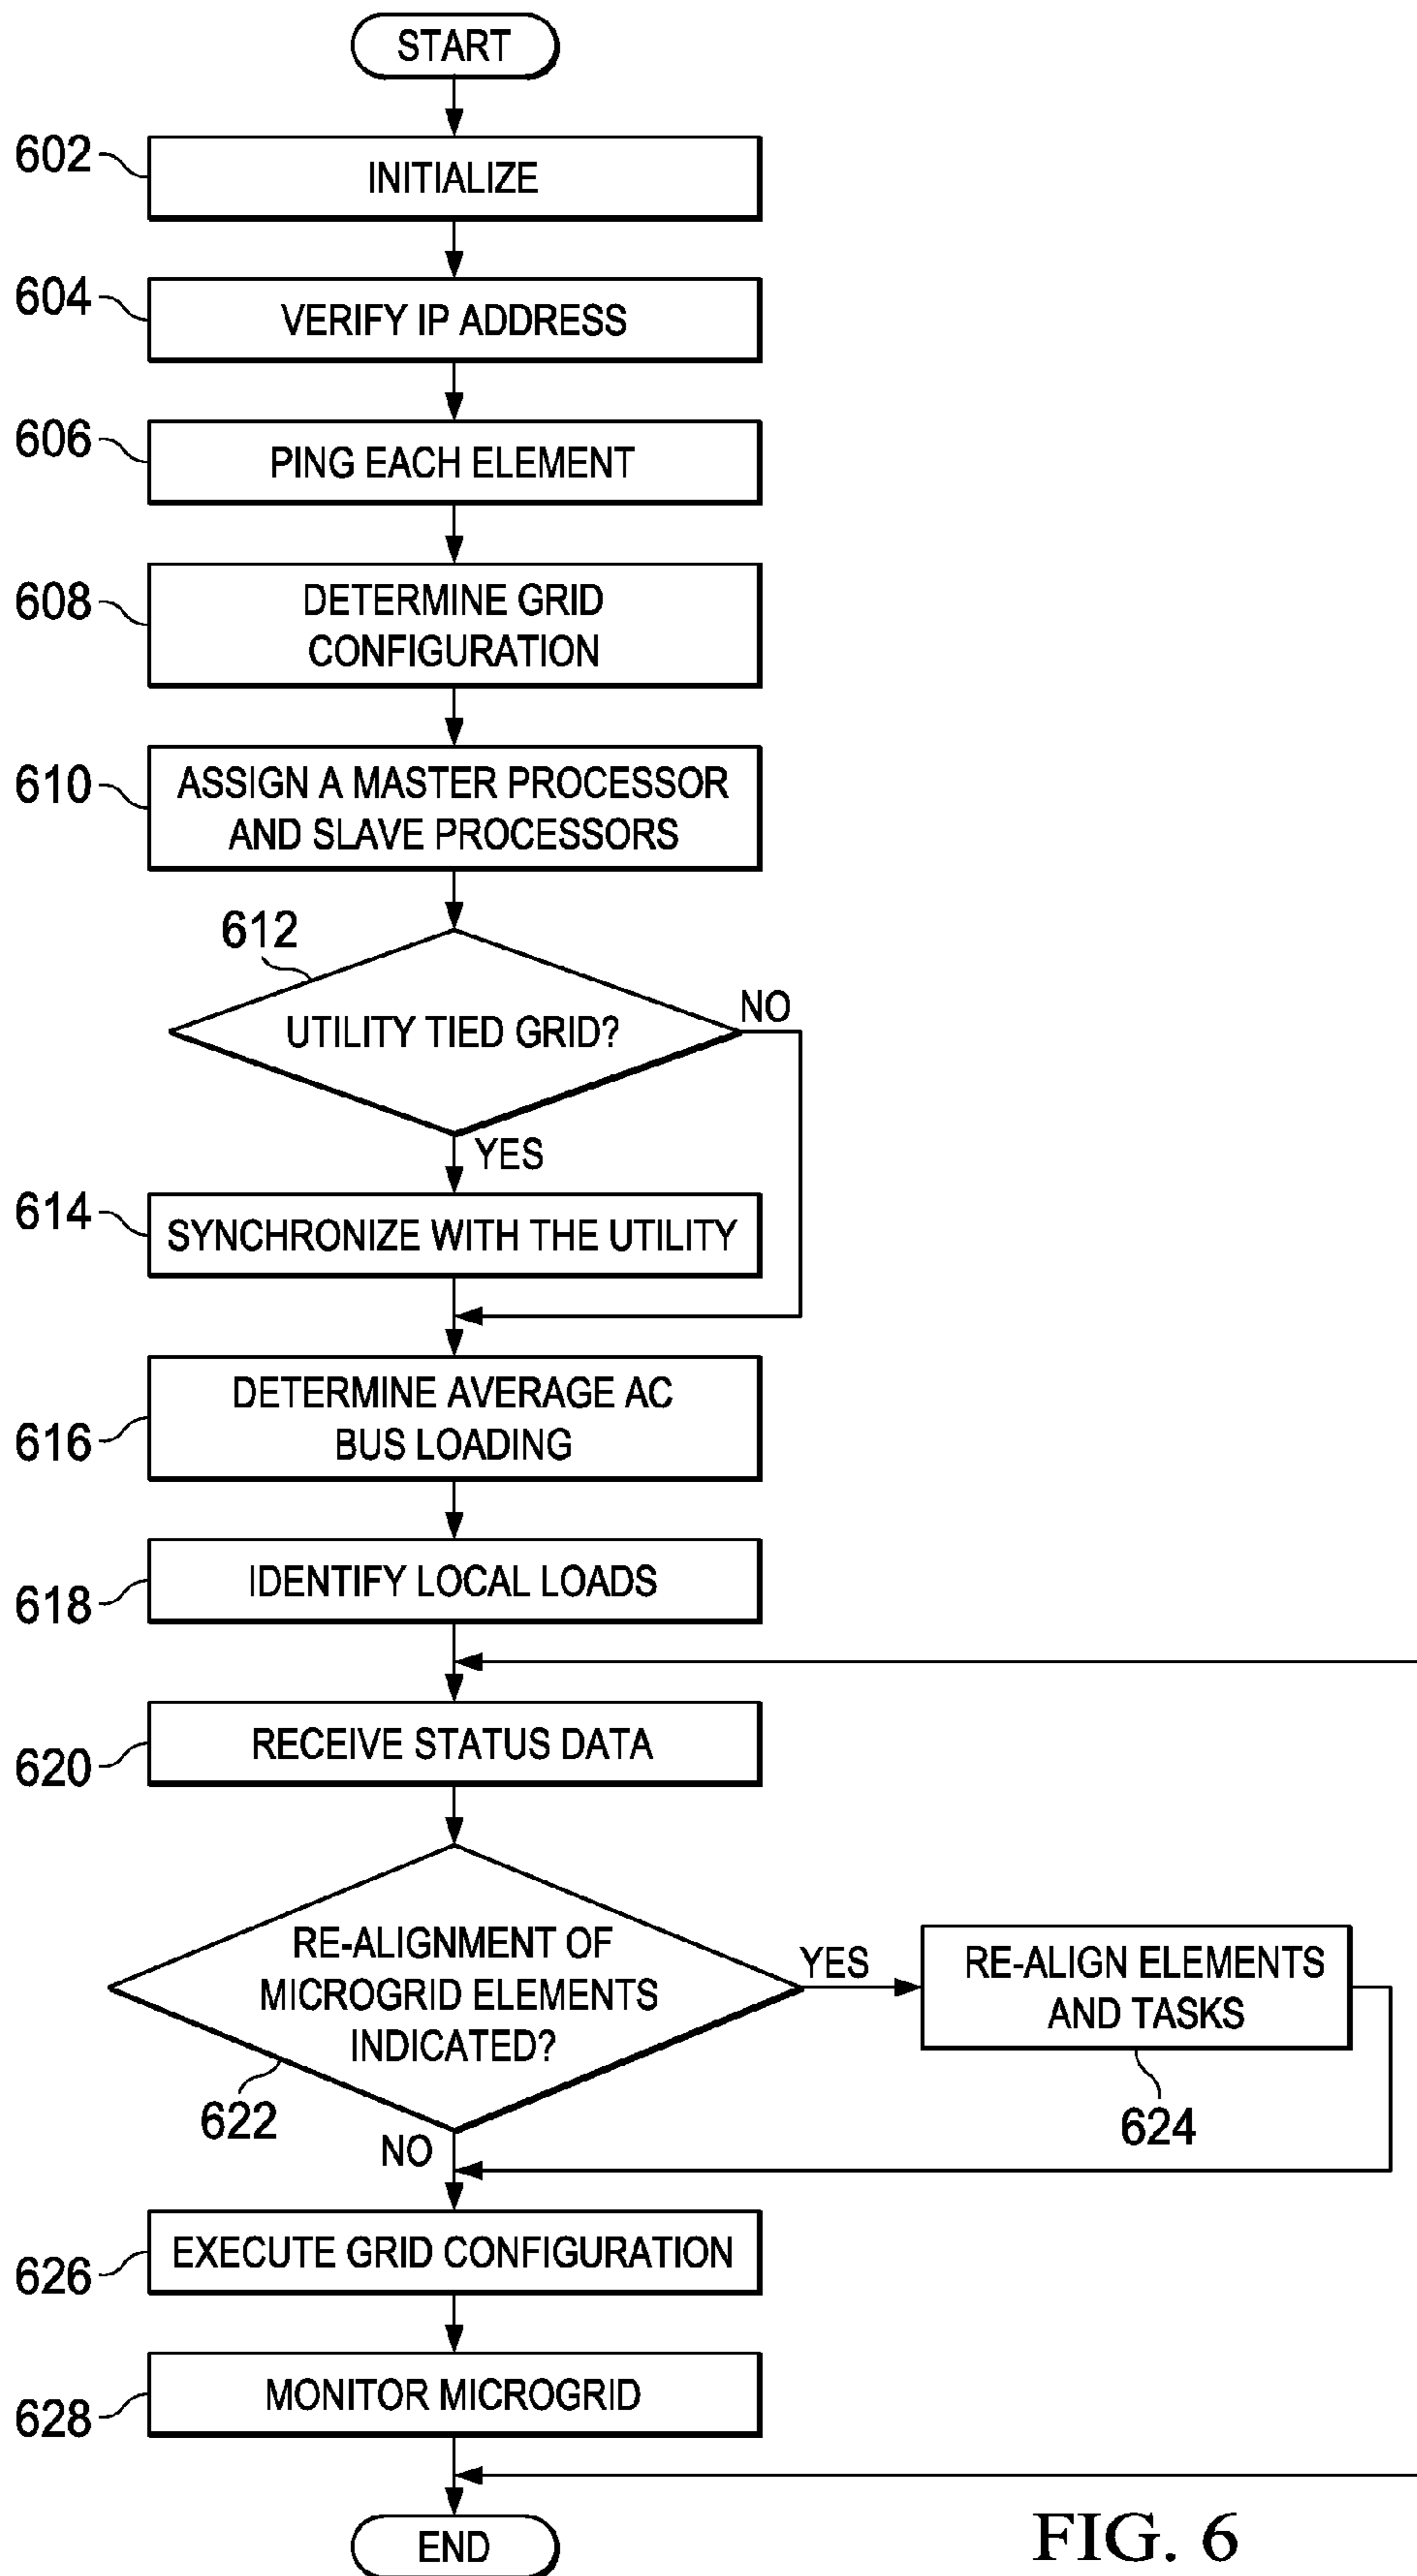 START
602
INITIALIZE
604
VERIFY IP ADDRESS
606
PING EACH ELEMENT
608
DETERMINE GRID
CONFIGURATION
610
ASSIGN A MASTER PROCESSOR
AND SLAVE PROCESSORS
612
UTILITY TIED GRID?
NO
YES
614
SYNCHRONIZE WITH THE UTILITY
616
DETERMINE AVERAGE AC
BUS LOADING
618
IDENTIFY LOCAL LOADS
620
RECEIVE STATUS DATA
RE-ALIGNMENT OF
MICROGRID ELEMENTS
INDICATED?
622
YES
NO
RE-ALIGN ELEMENTS
AND TASKS
624
626
EXECUTE GRID CONFIGURATION
628
MONITOR MICROGRID
END
FIG. 6